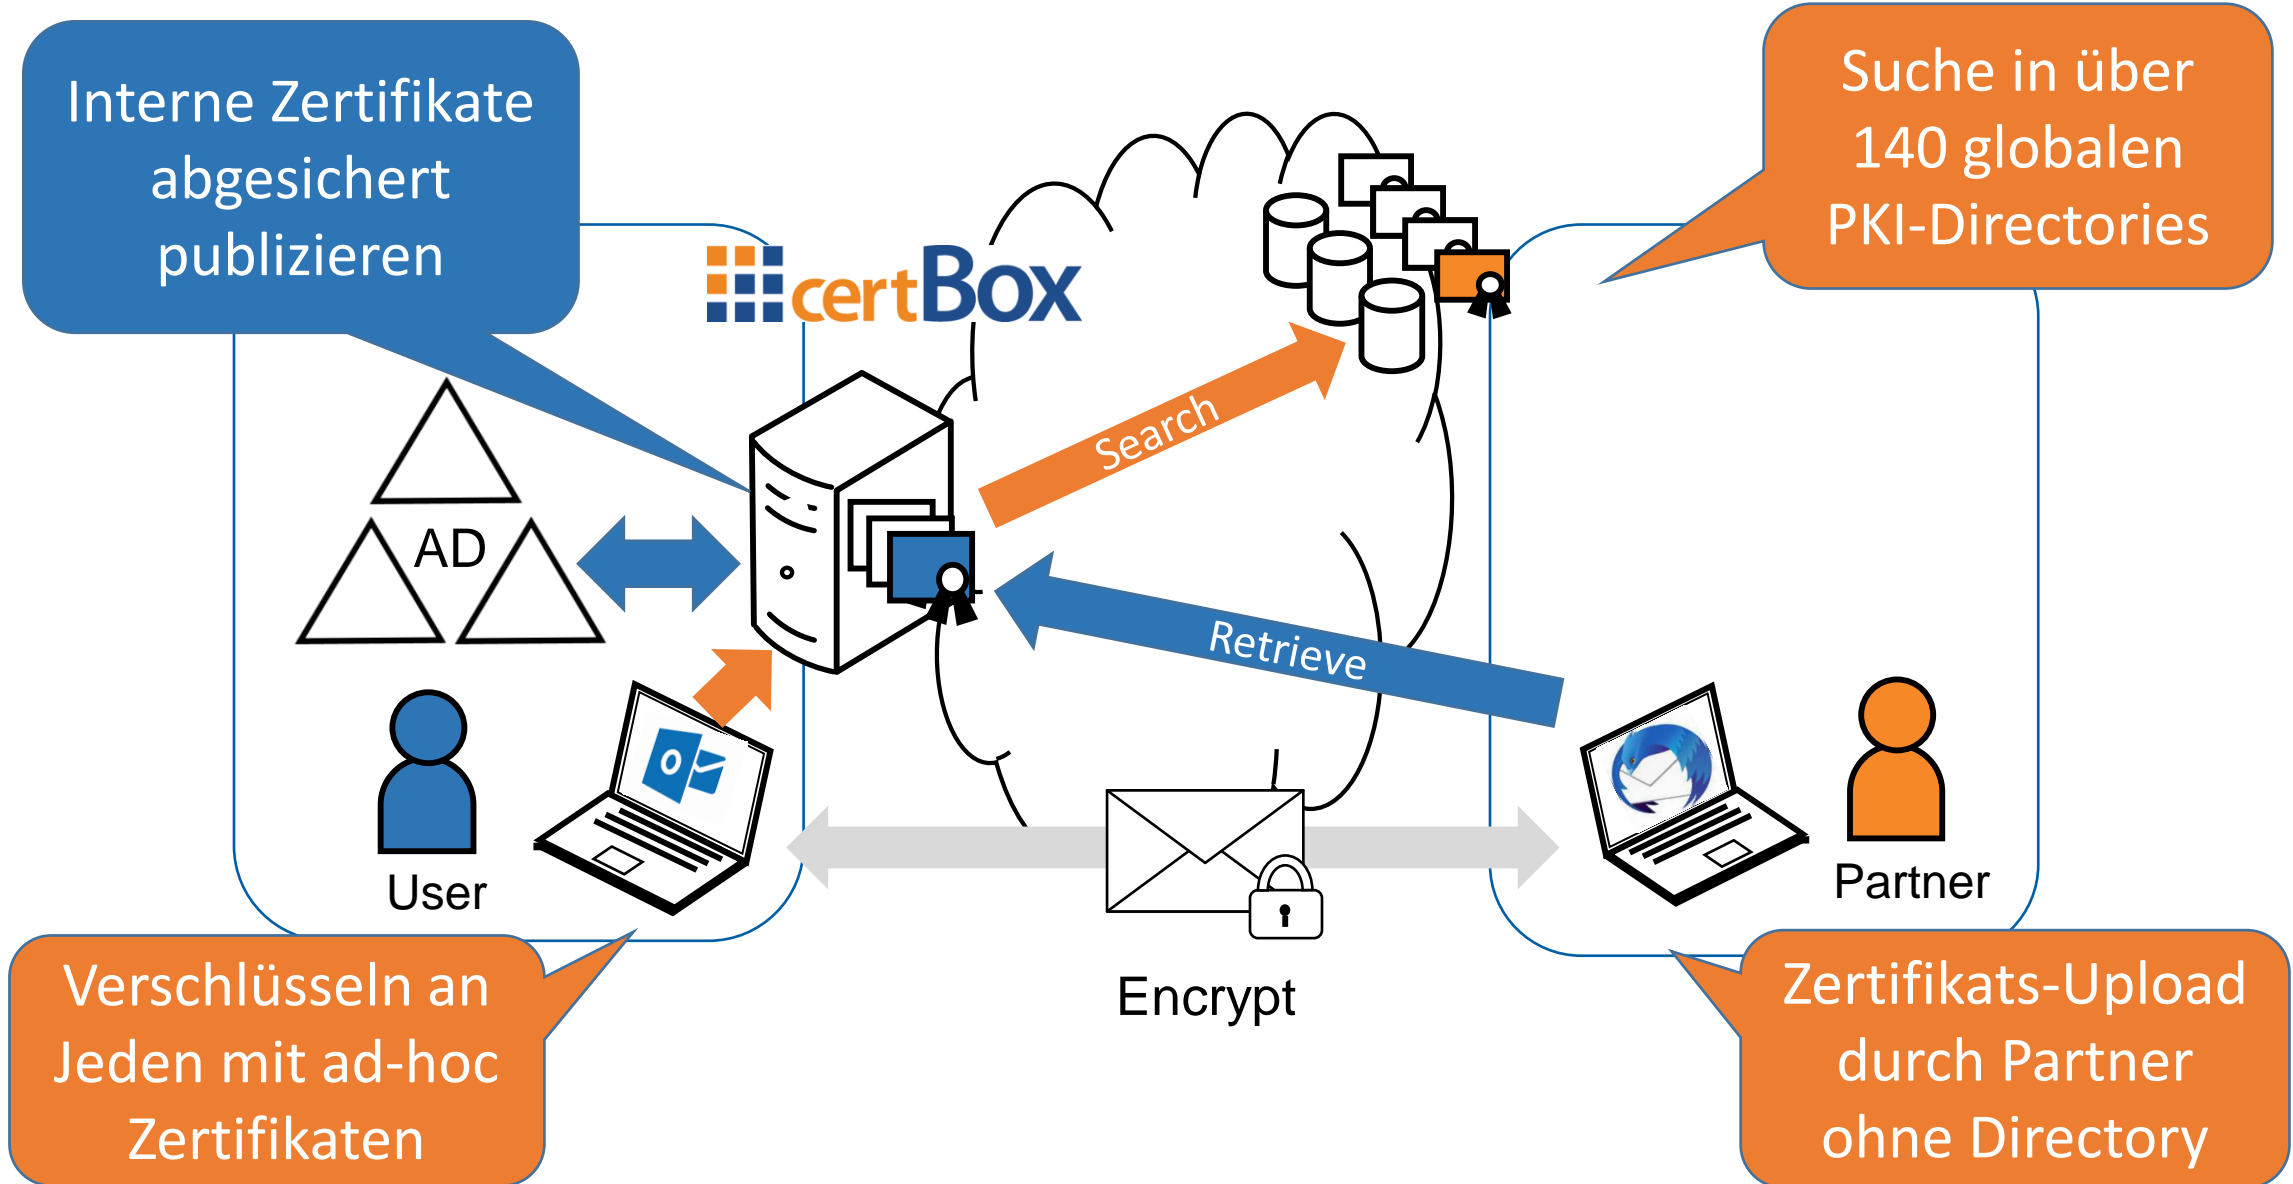 Interne Zertifikate
abgesichert
publizieren
Suche in über
140 globalen
PKI-Directories
certBox
Search
AD
Retrieve
User
Partner
Encrypt
Verschlüsseln an
Jeden mit ad-hoc
Zertifikaten
Zertifikats-Upload
durch Partner
ohne Directory